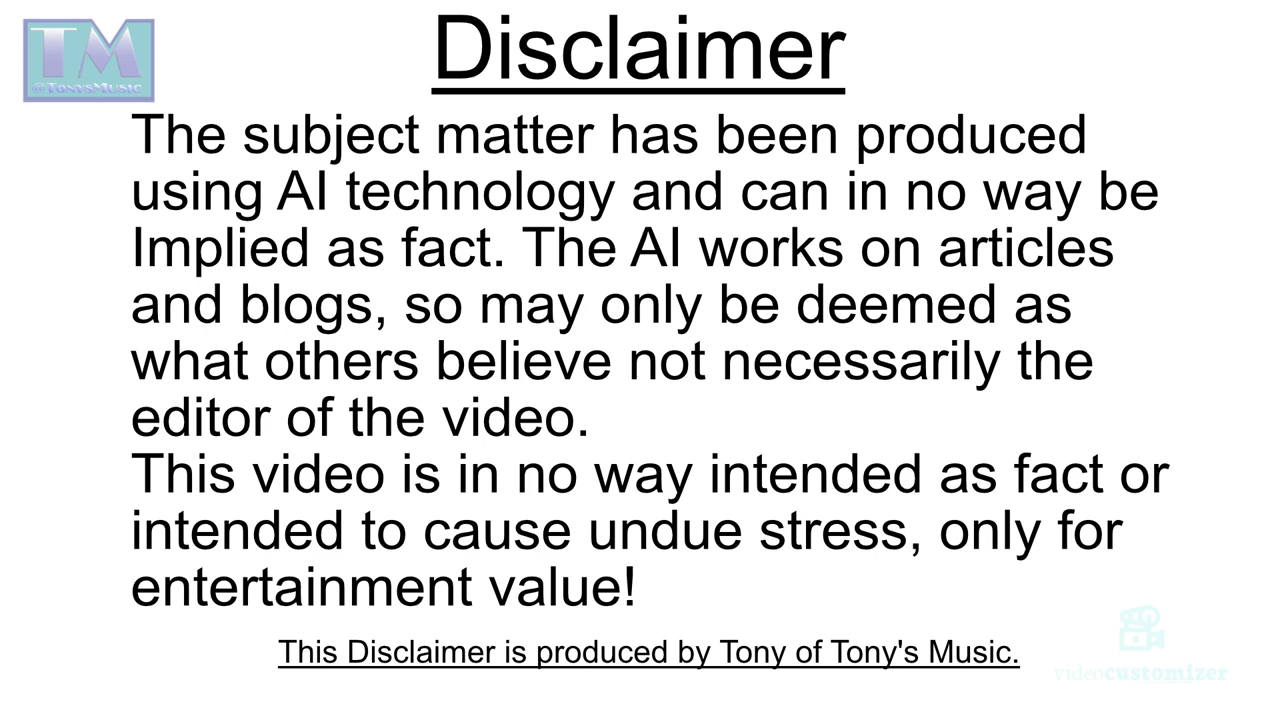 TM
@TonysMusic
Disclaimer
The subject matter has been produced
using AI technology and can in no way be
Implied as fact. The AI works on articles
and blogs, so may only be deemed as
what others believe not necessarily the
editor of the video.
This video is in no way intended as fact or
intended to cause undue stress, only for
entertainment value!
This Disclaimer is produced by Tony of Tony's Music.
videocustomizer